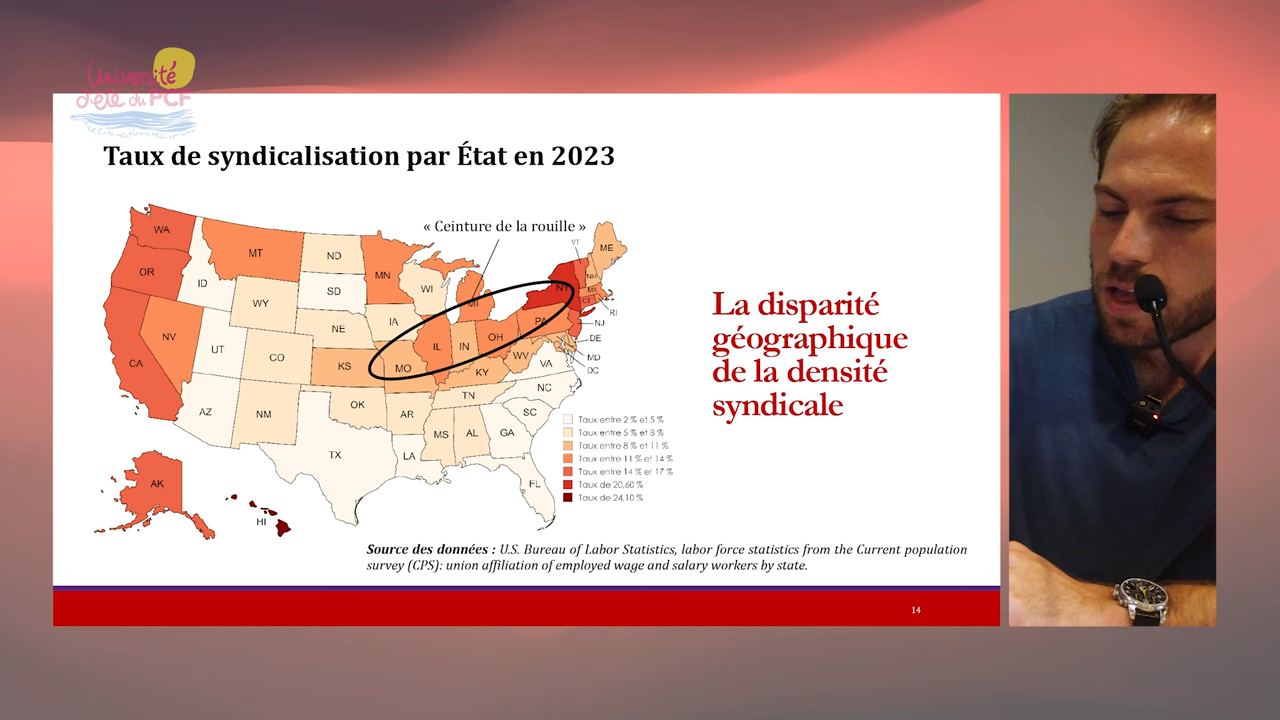 Université
d'été du PCF
Taux de syndicalisation par État en 2023
« Ceinture de la rouille »
WA
MT
ND
MN
VT
ME
OR
ID
SD
WI
NH
WY
MI
NY
MA
CT
RI
NV
NE
IA
PA
NJ
CA
UT
CO
KS
MO
IL
IN
OH
WV
VA
DE
MD
DC
KY
AZ
NM
OK
AR
TN
NC
SC
TX
LA
MS
AL
GA
FL
AK
HI
Taux entre 2 % et 5 %
Taux entre 5 % et 8 %
Taux entre 8 % et 11 %
Taux entre 11 % et 14 %
Taux entre 14 % et 17 %
Taux de 20,60 %
Taux de 24,10 %
La disparité
géographique
de la densité
syndicale
Source des données : U.S. Bureau of Labor Statistics, labor force statistics from the Current population
survey (CPS): union affiliation of employed wage and salary workers by state.
14